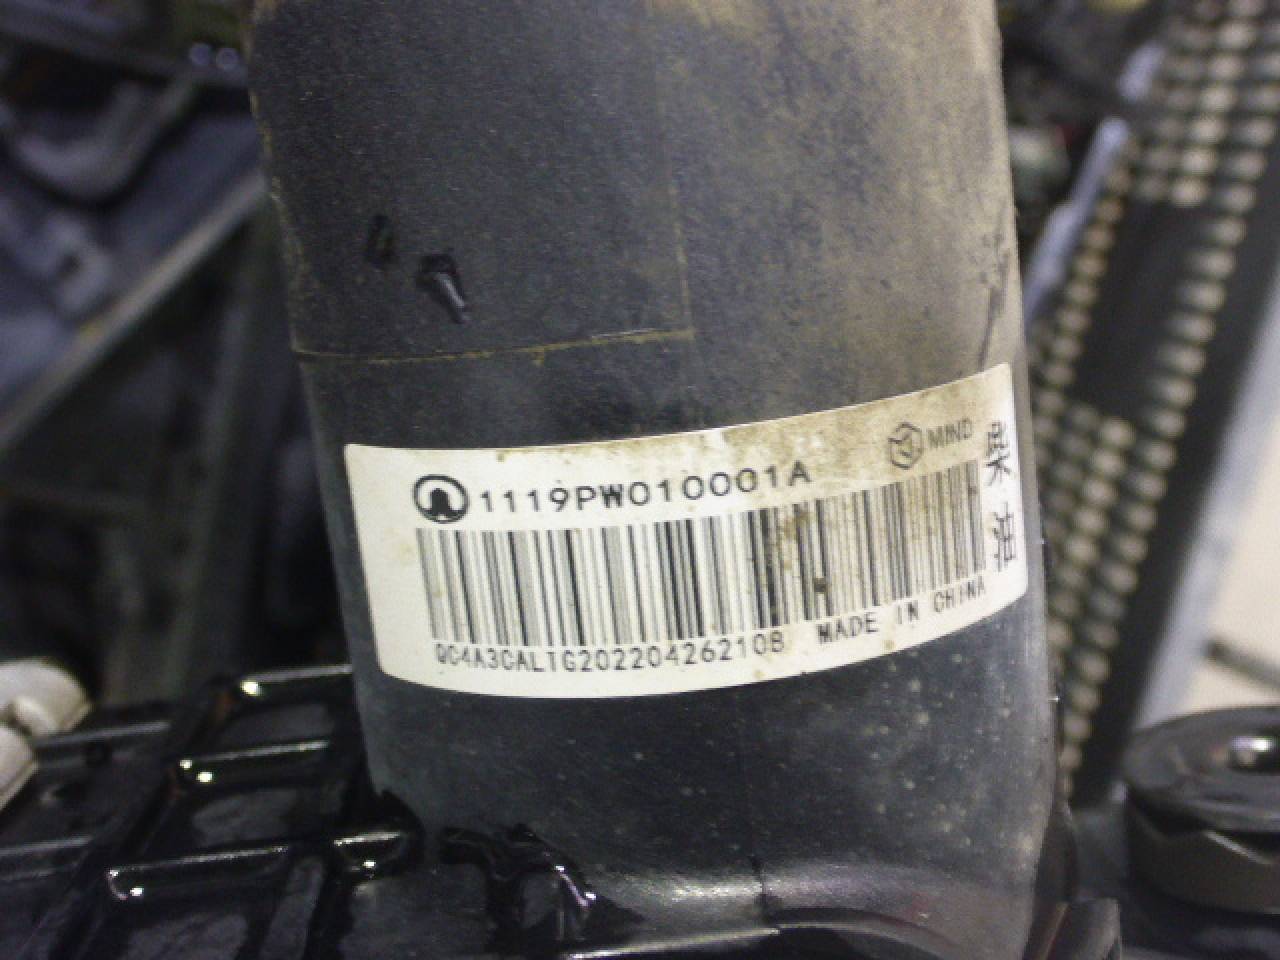 1119PW010001A
MIND
柴油
QC4A3CALTG20220426210B MADE IN CHINA